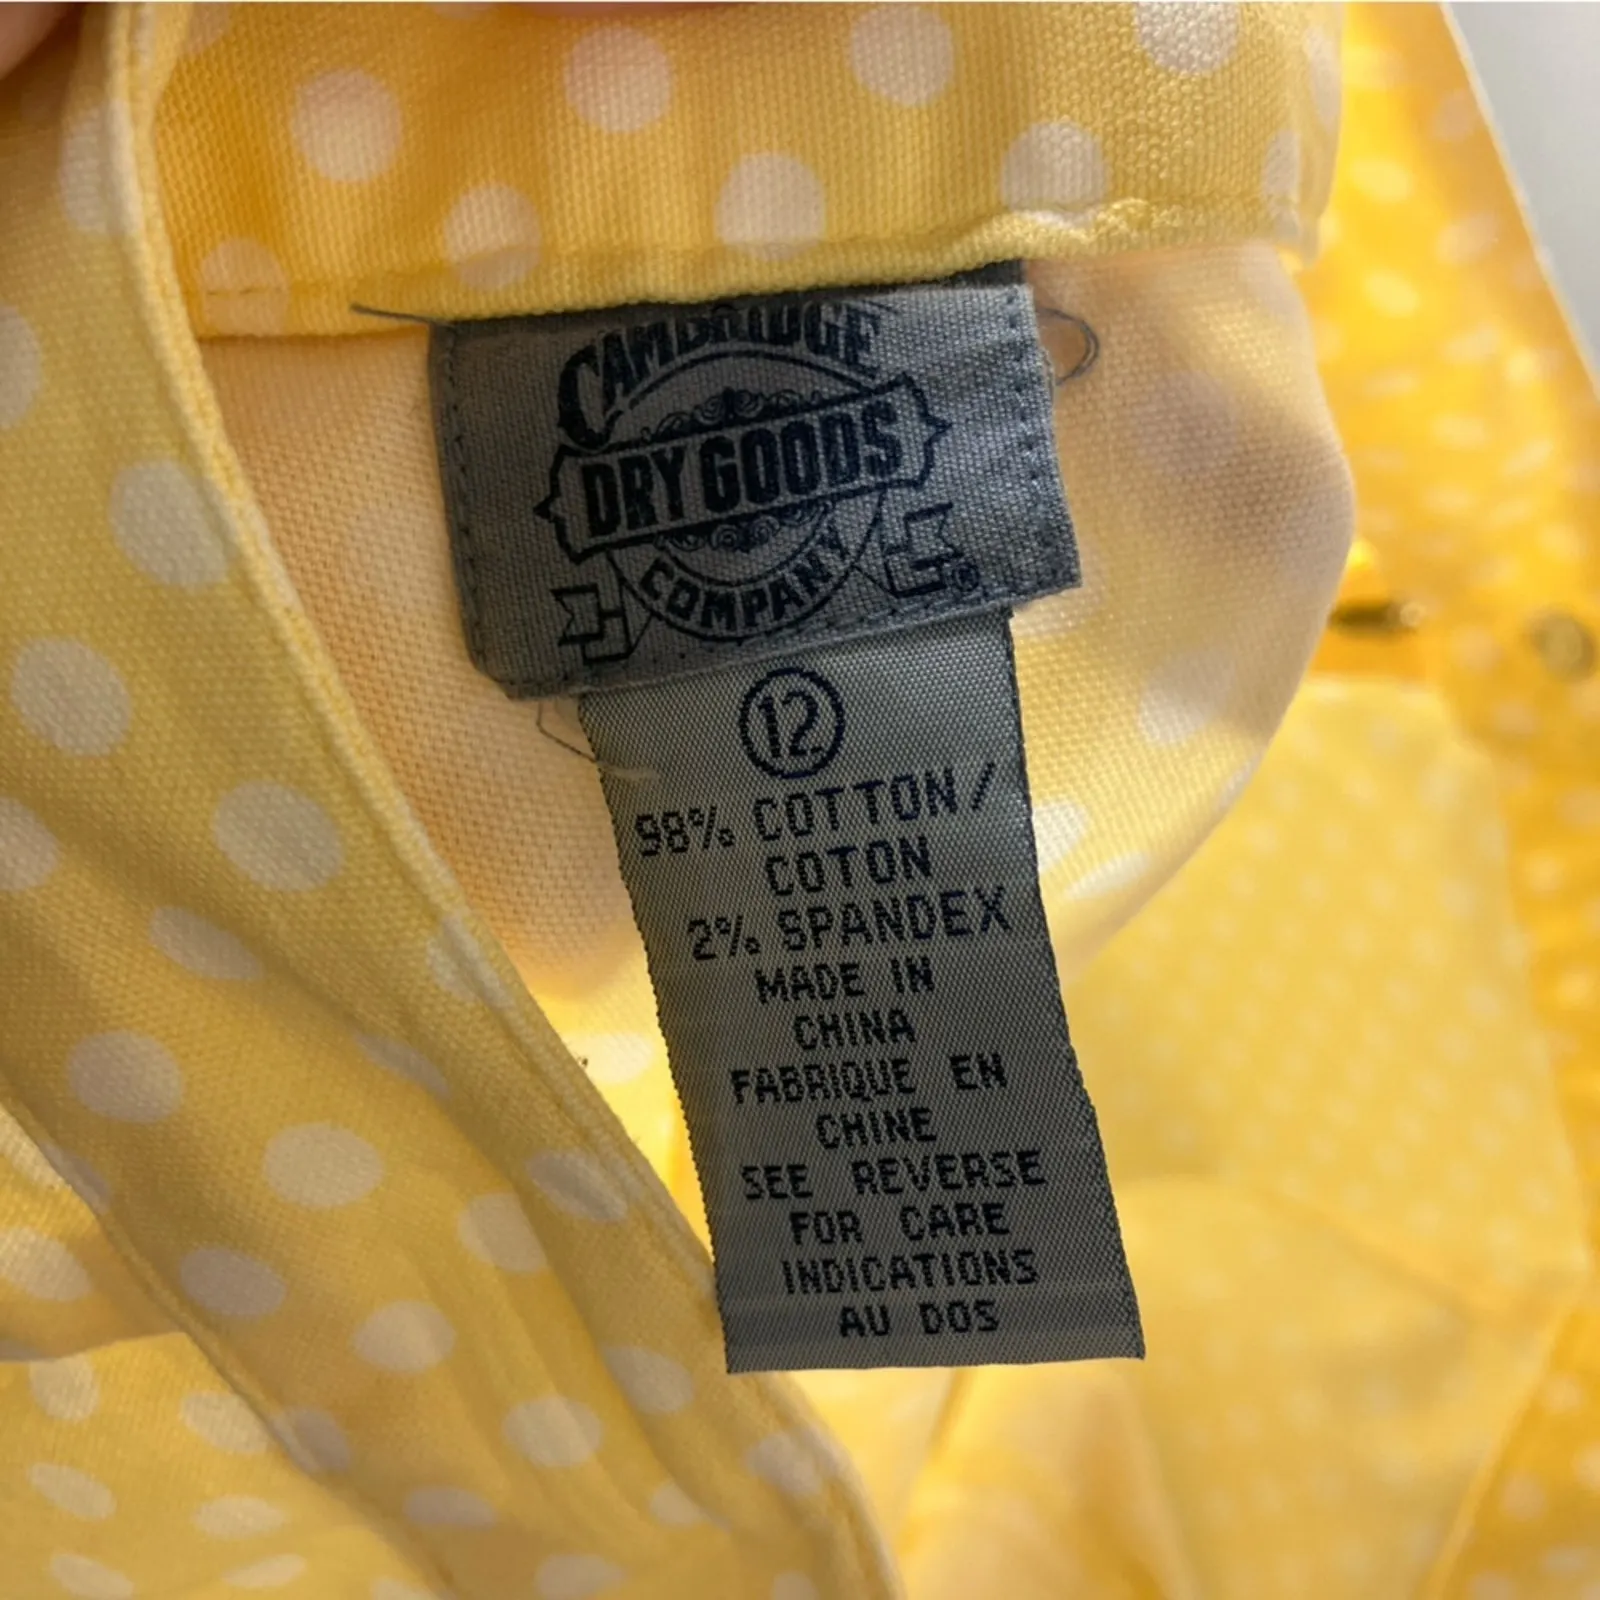 CAMBRIDGE
DRY GOODS
COMPANY
®
12
98% COTTON/
COTON
2% SPANDEX
MADE IN
CHINA
FABRIQUE EN
CHINE
SEE REVERSE
FOR CARE
INDICATIONS
AU DOS